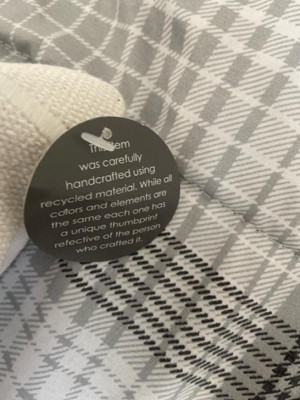 This item
was carefully
handcrafted using
recycled material. While all
colors and elements are
the same each one has
a unique thumbprint
refective of the person
who crafted it.